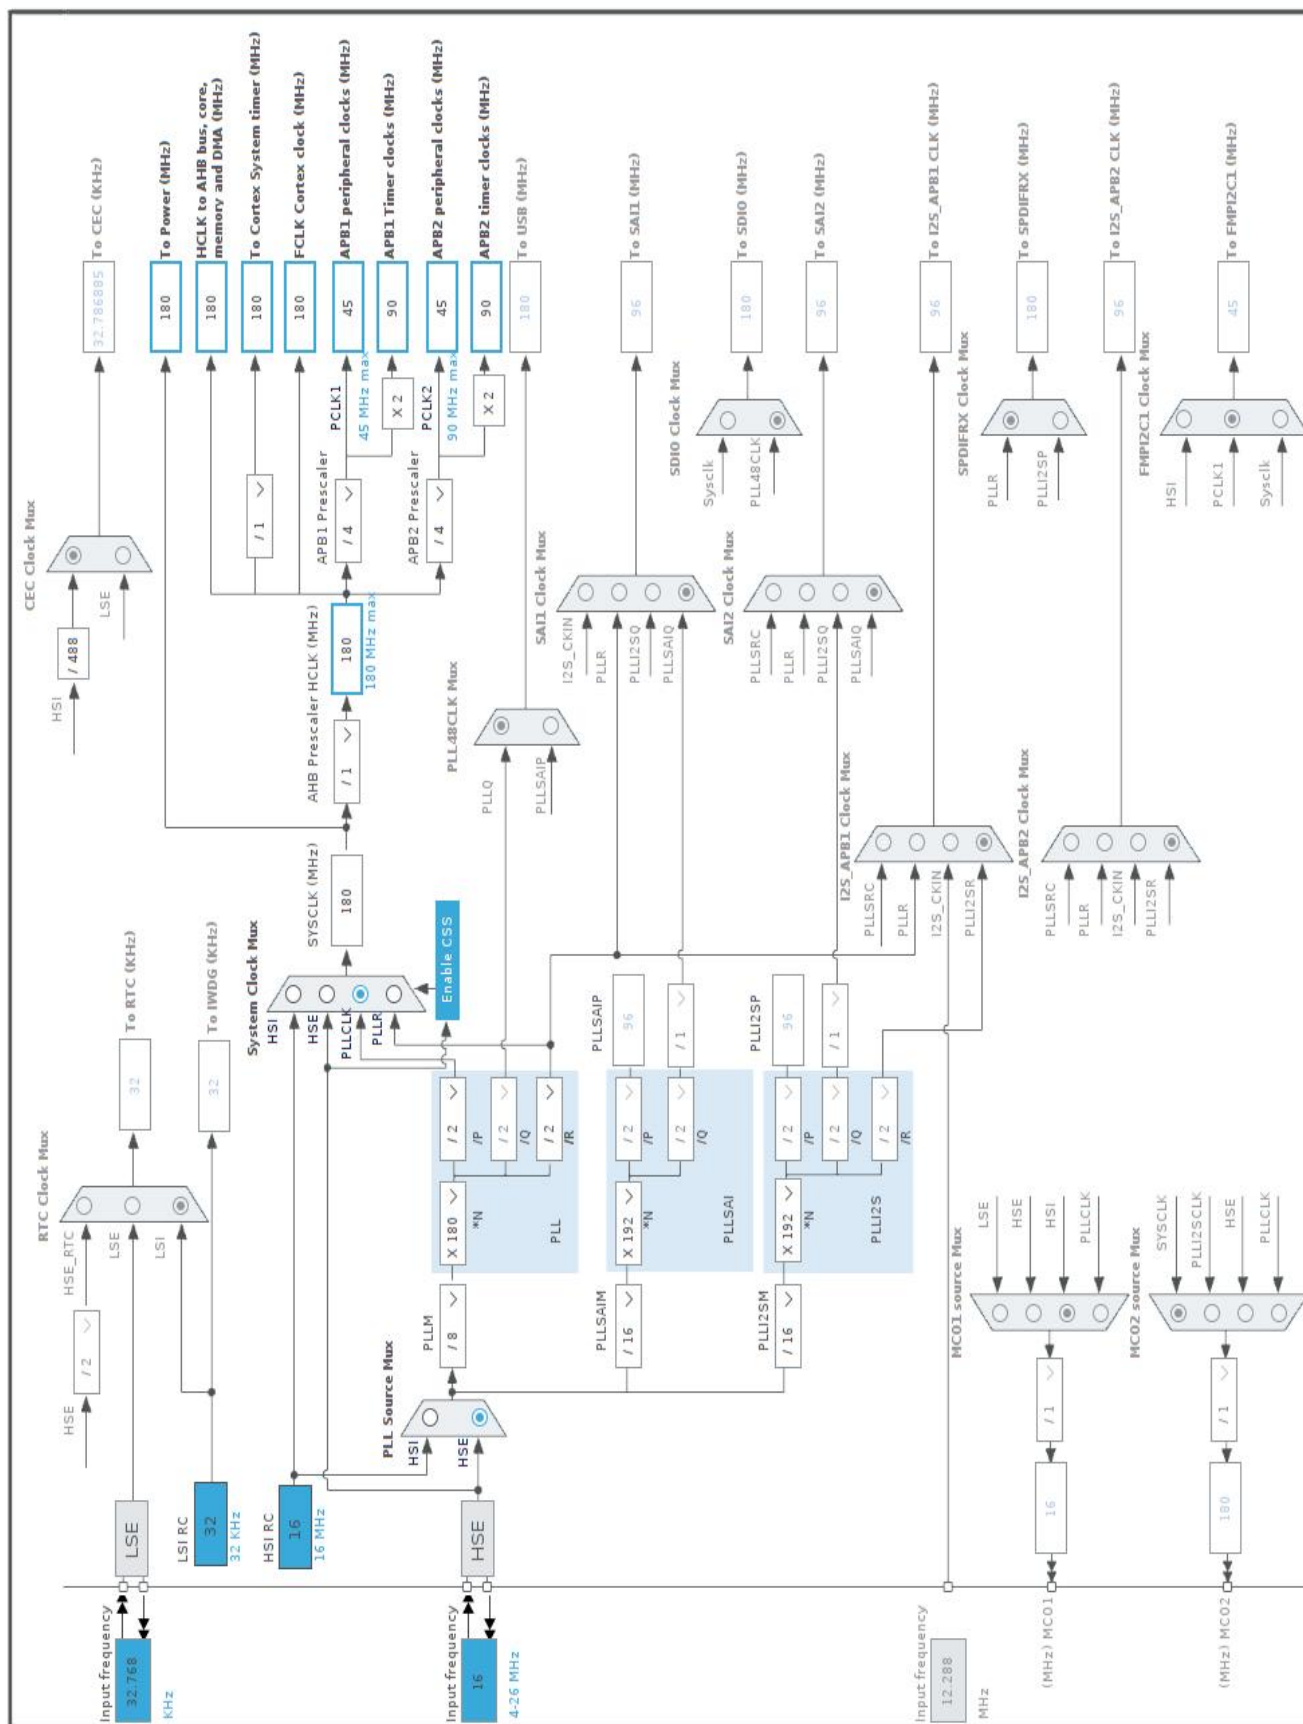 Input frequency
32.768
KHz
LSE
LSI RC
32
32 KHz
HSI RC
16
16 MHz
Input frequency
16
4-26 MHz
HSE
HSE
/ 2
HSE_RTC
LSE
LSI
RTC Clock Mux
32
To RTC (KHz)
32
To IWDG (KHz)
HSI
/ 488
LSE
CEC Clock Mux
32.786885
To CEC (KHz)
PLL Source Mux
HSI
HSE
PLLM
/ 8
X 180
*N
/ 2
/P
/ 2
/Q
/ 2
/R
PLL
System Clock Mux
HSI
HSE
PLLCLK
PLLR
Enable CSS
SYSCLK (MHz)
180
AHB Prescaler
/ 1
HCLK (MHz)
180
180 MHz max
180
To Power (MHz)
180
HCLK to AHB bus, core,
memory and DMA (MHz)
/ 1
180
To Cortex System timer (MHz)
180
FCLK Cortex clock (MHz)
APB1 Prescaler
/ 4
PCLK1
45 MHz max
45
APB1 peripheral clocks (MHz)
X 2
90
APB1 Timer clocks (MHz)
APB2 Prescaler
/ 4
PCLK2
90 MHz max
45
APB2 peripheral clocks (MHz)
X 2
90
APB2 timer clocks (MHz)
PLLQ
PLLSAIP
PLL48CLK Mux
180
To USB (MHz)
PLLSAIM
/ 16
X 192
*N
/ 2
/P
/ 2
/Q
PLLSAI
PLLSAIP
96
/ 1
SAI1 Clock Mux
I2S_CKIN
PLLR
PLLI2SQ
PLLSAIQ
96
To SAI1 (MHz)
SDIO Clock Mux
Sysclk
PLL48CLK
180
To SDIO (MHz)
PLLI2SM
/ 16
X 192
*N
/ 2
/P
/ 2
/Q
/ 2
/R
PLLI2S
PLLI2SP
96
/ 1
SAI2 Clock Mux
PLLSRC
PLLR
PLLI2SQ
PLLSAIQ
96
To SAI2 (MHz)
I2S_APB1 Clock Mux
PLLSRC
PLLR
I2S_CKIN
PLLI2SR
96
To I2S_APB1 CLK (MHz)
SPDIFRX Clock Mux
PLLR
PLLI2SP
180
To SPDIFRX (MHz)
I2S_APB2 Clock Mux
PLLSRC
PLLR
I2S_CKIN
PLLI2SR
96
To I2S_APB2 CLK (MHz)
FMPI2C1 Clock Mux
HSI
PCLK1
Sysclk
45
To FMPI2C1 (MHz)
Input frequency
12.288
MHz
(MHz) MCO1
16
/ 1
MCO1 source Mux
LSE
HSE
HSI
PLLCLK
(MHz) MCO2
180
/ 1
MCO2 source Mux
SYSCLK
PLLI2SCLK
HSE
PLLCLK